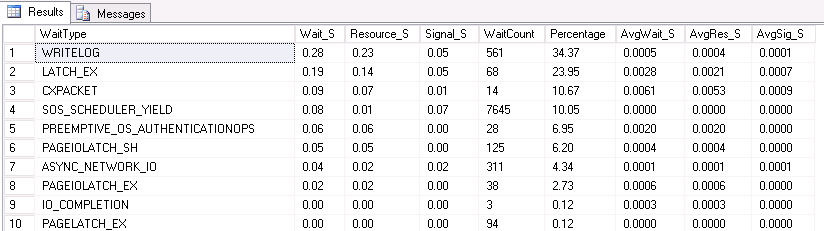 Results Messages
WaitType Wait_S Resource_S Signal_S WaitCount Percentage AvgWait_S AvgRes_S AvgSig_S
1 WRITELOG 0.28 0.23 0.05 561 34.37 0.0005 0.0004 0.0001
2 LATCH_EX 0.19 0.14 0.05 68 23.95 0.0028 0.0021 0.0007
3 CXPACKET 0.09 0.07 0.01 14 10.67 0.0061 0.0053 0.0009
4 SOS_SCHEDULER_YIELD 0.08 0.01 0.07 7645 10.05 0.0000 0.0000 0.0000
5 PREEMPTIVE_OS_AUTHENTICATIONOPS 0.06 0.06 0.00 28 6.95 0.0020 0.0020 0.0000
6 PAGEIOLATCH_SH 0.05 0.05 0.00 125 6.20 0.0004 0.0004 0.0000
7 ASYNC_NETWORK_IO 0.04 0.02 0.02 311 4.34 0.0001 0.0001 0.0001
8 PAGEIOLATCH_EX 0.02 0.02 0.00 38 2.73 0.0006 0.0006 0.0000
9 IO_COMPLETION 0.00 0.00 0.00 3 0.12 0.0003 0.0003 0.0000
10 PAGELATCH_EX 0.00 0.00 0.00 94 0.12 0.0000 0.0000 0.0000